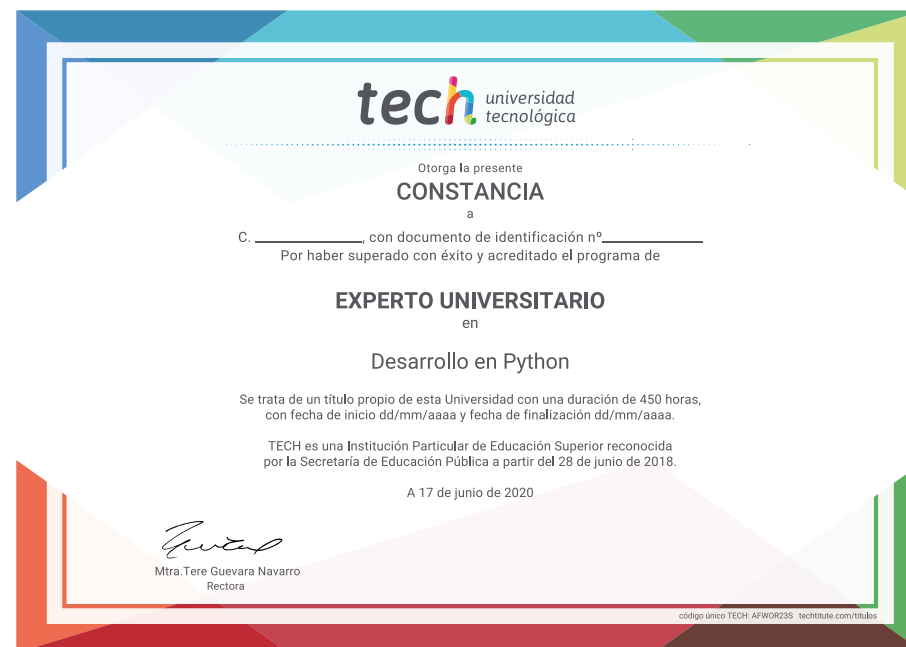 tech universidad
tecnológica
Otorga la presente
CONSTANCIA
a
C. ____________, con documento de identificación nº____________
Por haber superado con éxito y acreditado el programa de
EXPERTO UNIVERSITARIO
en
Desarrollo en Python
Se trata de un título propio de esta Universidad con una duración de 450 horas,
con fecha de inicio dd/mm/aaaa y fecha de finalización dd/mm/aaaa.
TECH es una Institución Particular de Educación Superior reconocida
por la Secretaría de Educación Pública a partir del 28 de junio de 2018.
A 17 de junio de 2020
Mtra.Tere Guevara Navarro
Rectora
código único TECH: AFWOR23S techtitute.com/titulos